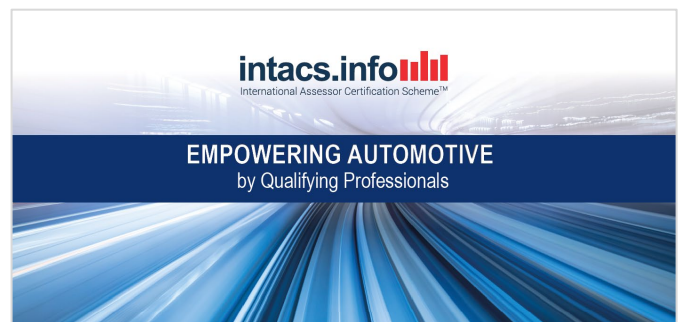 intacs.info
International Assessor Certification Scheme™
EMPOWERING AUTOMOTIVE
by Qualifying Professionals